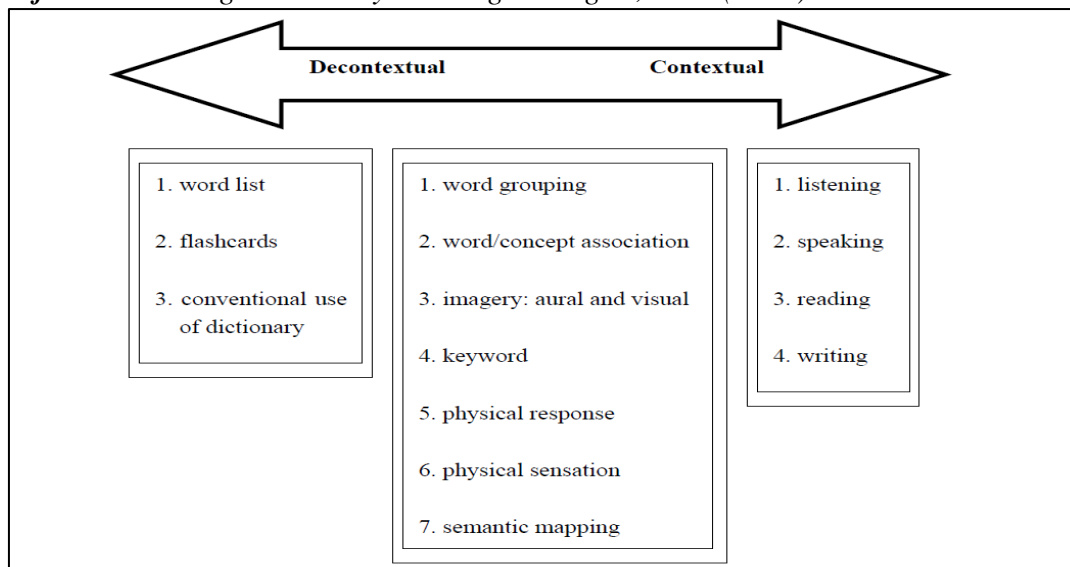 Decontextual Contextual
1. word list
2. flashcards
3. conventional use
of dictionary
1. word grouping
2. word/concept association
3. imagery: aural and visual
4. keyword
5. physical response
6. physical sensation
7. semantic mapping
1. listening
2. speaking
3. reading
4. writing